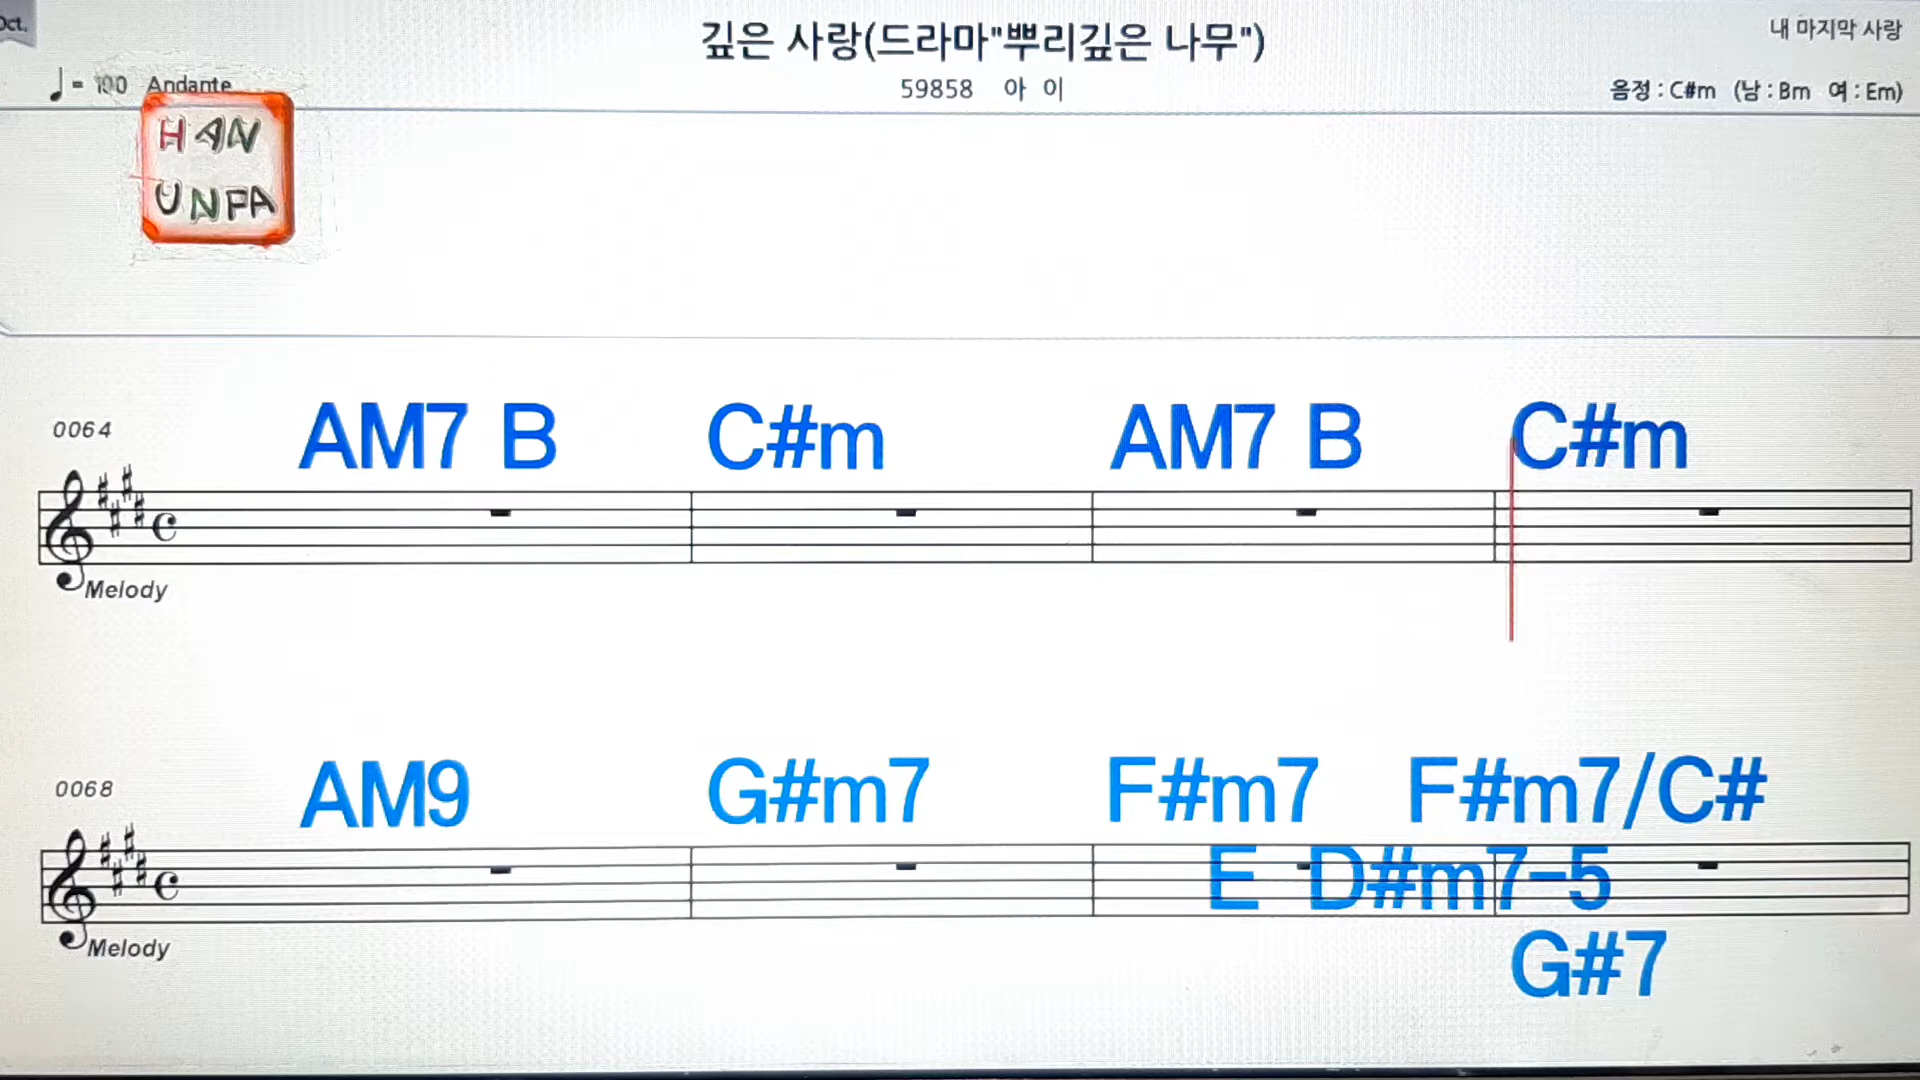 Oct.
깊은 사랑(드라마"뿌리깊은 나무")
내 마지막 사랑
♩= 100 Andante
59858 아 이
음정 : C#m (남 : Bm 여 : Em)
HAN
UNPA
0064 AM7 B C#m AM7 B C#m
Melody
0068 AM9 G#m7 F#m7 F#m7/C#
E D#m7-5
G#7
Melody